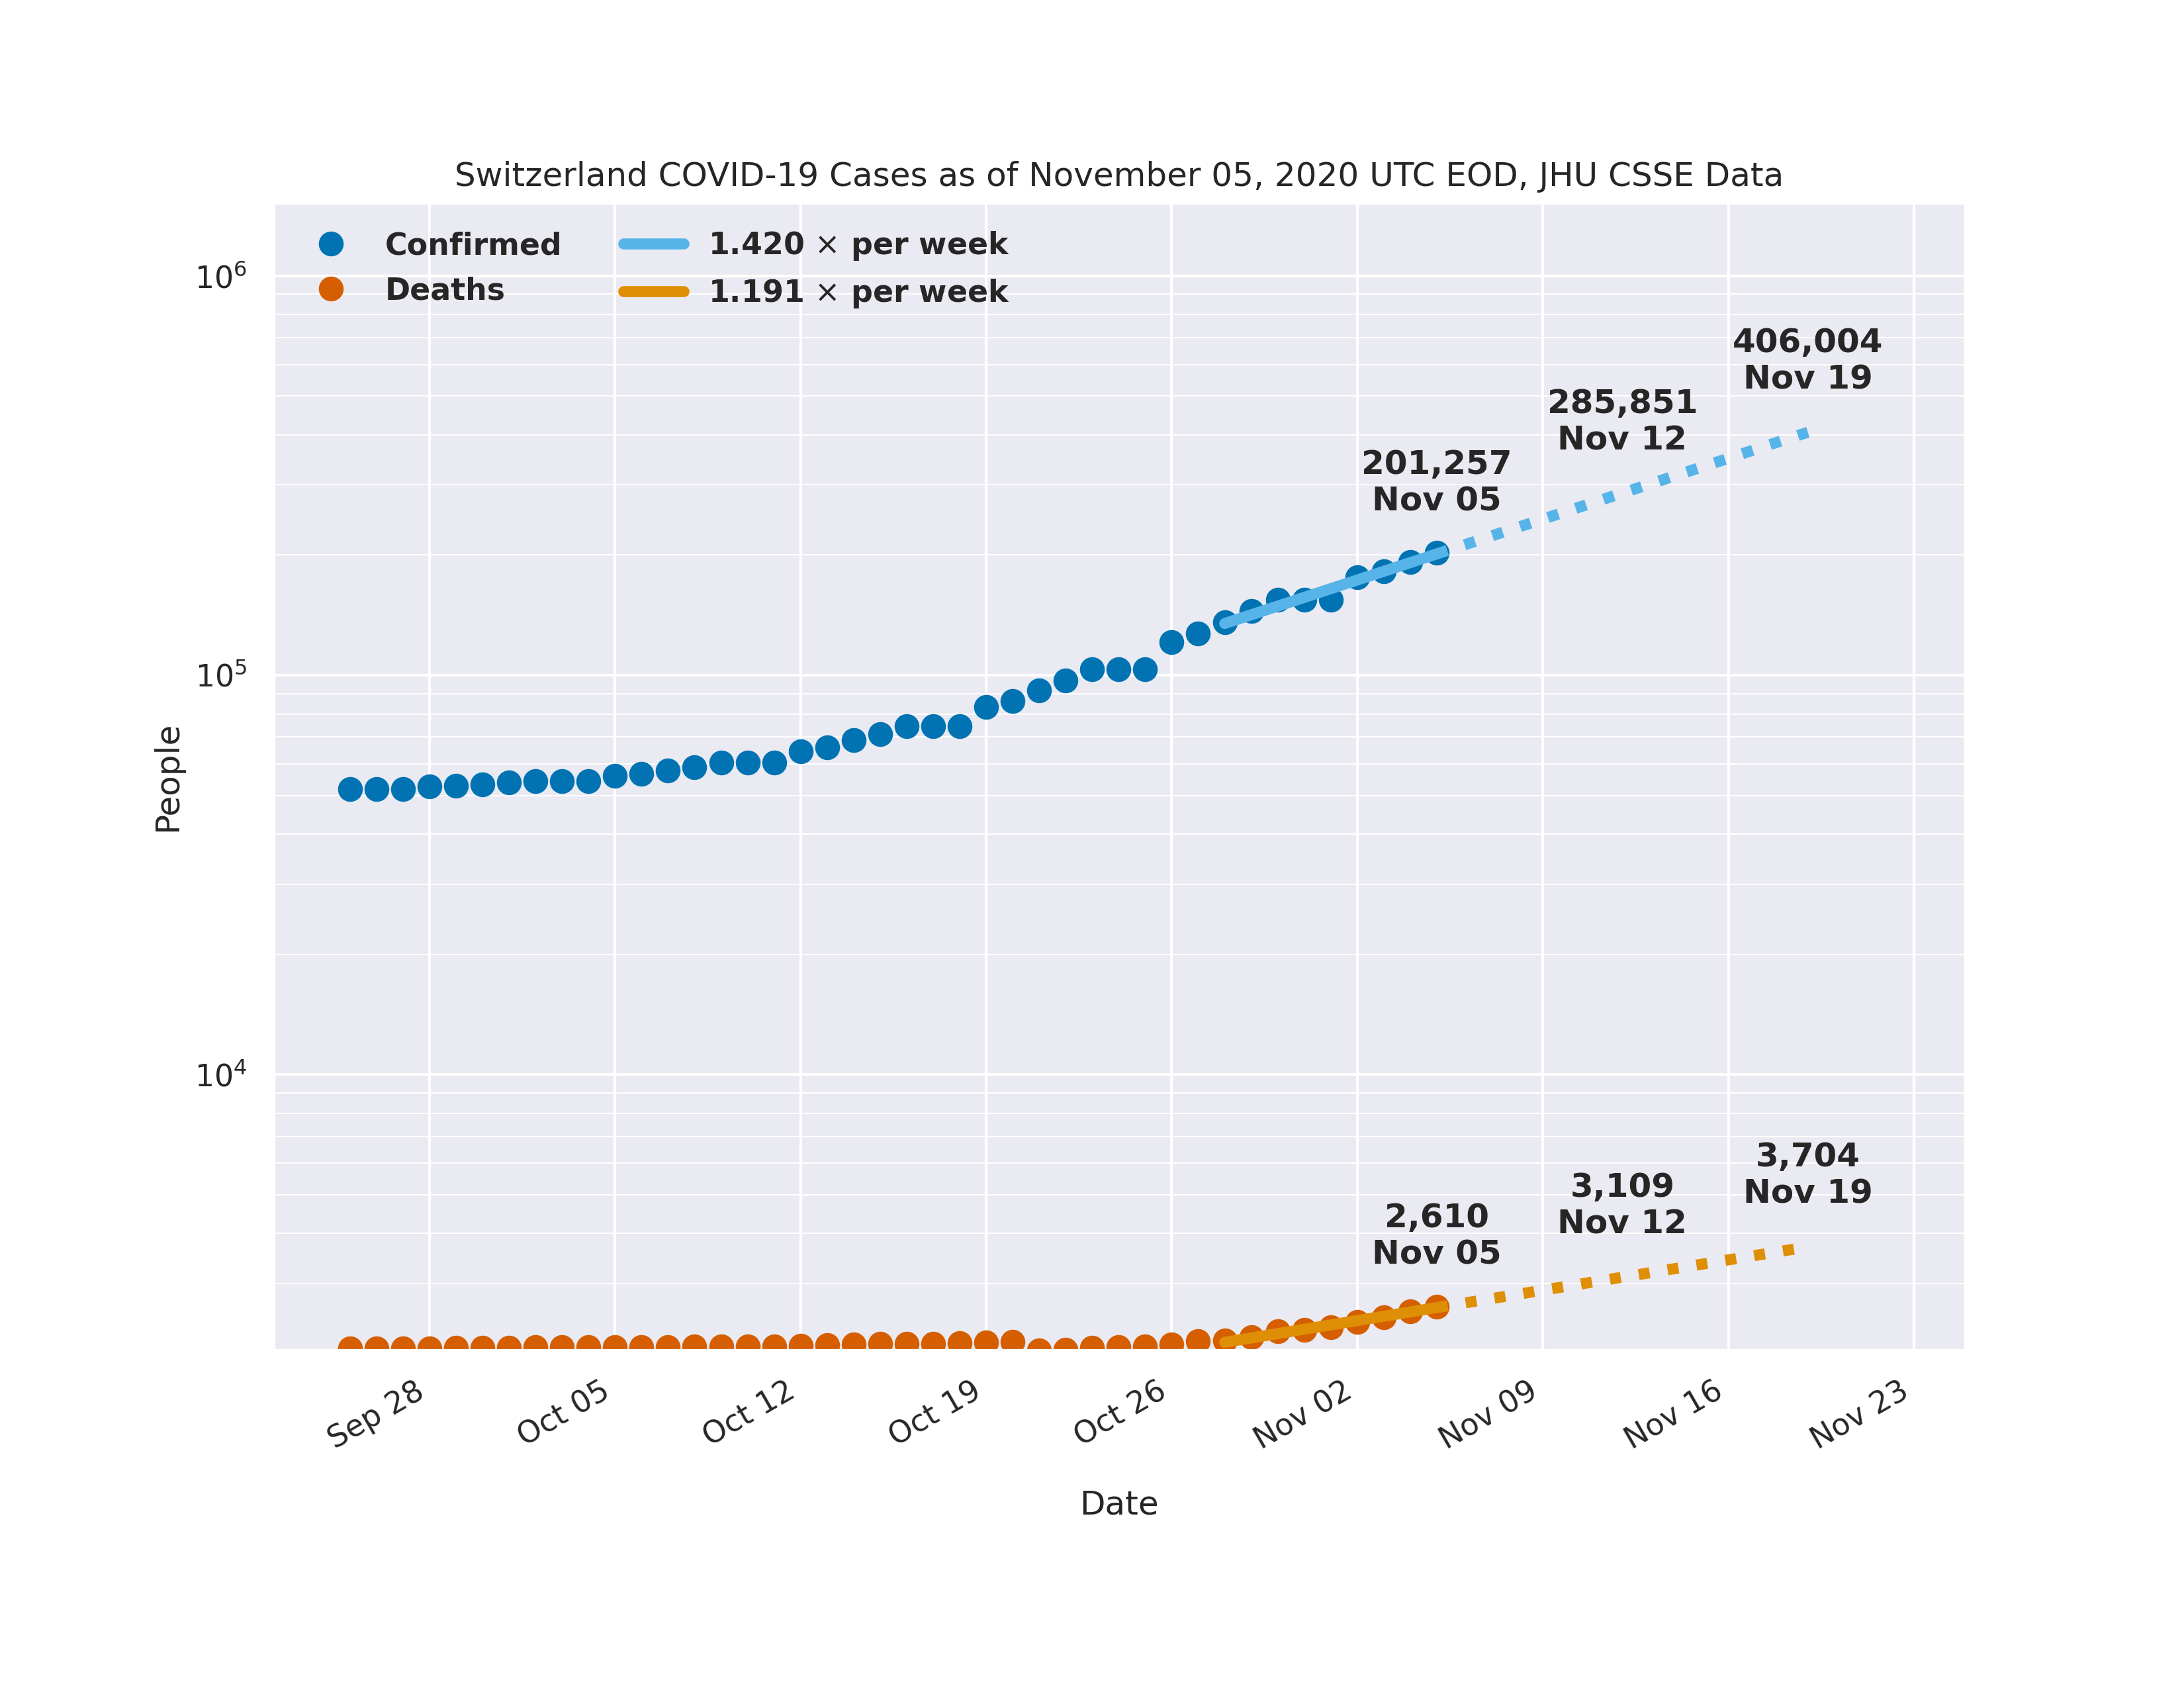 Switzerland COVID-19 Cases as of November 05, 2020 UTC EOD, JHU CSSE Data
Confirmed
Deaths
1.420 × per week
1.191 × per week
10⁶
10⁵
10⁴
People
406,004
Nov 19
285,851
Nov 12
201,257
Nov 05
3,704
Nov 19
3,109
Nov 12
2,610
Nov 05
Sep 28
Oct 05
Oct 12
Oct 19
Oct 26
Nov 02
Nov 09
Nov 16
Nov 23
Date